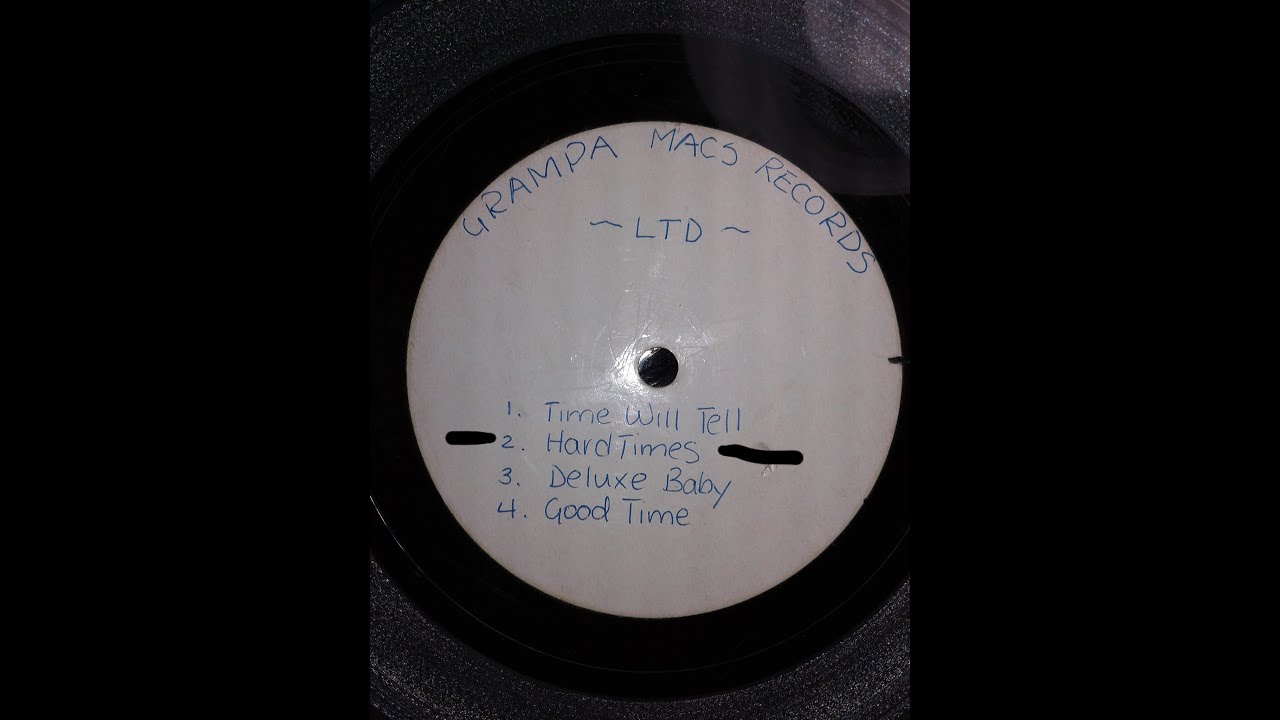 GRAMPA MACS RECORDS
~ LTD ~
1. Time Will Tell
2. Hard Times
3. Deluxe Baby
4. Good Time